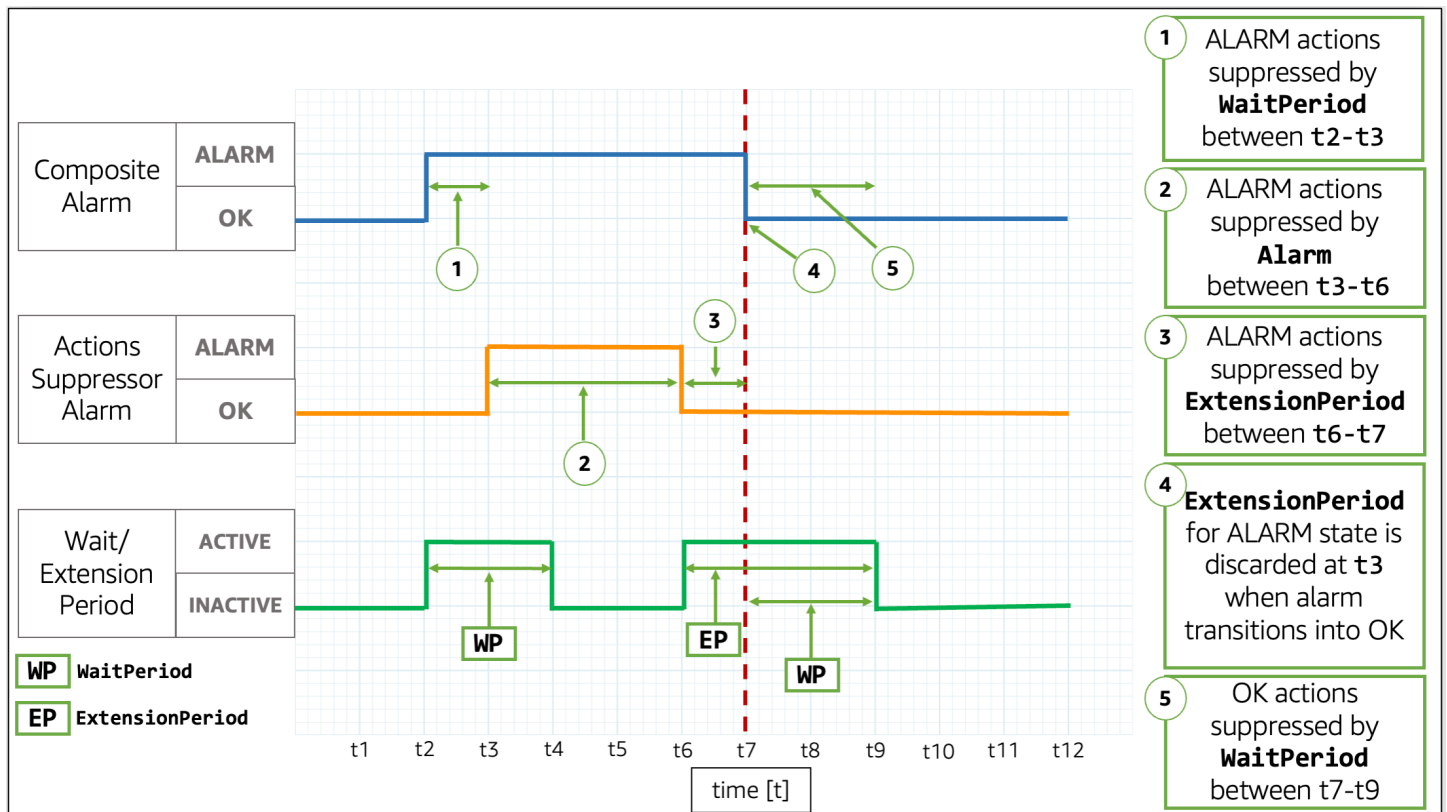 Composite
Alarm
ALARM
OK
1
4
5
Actions
Suppressor
Alarm
ALARM
OK
3
2
Wait/
Extension
Period
ACTIVE
INACTIVE
WP
EP
WP
WP WaitPeriod
EP ExtensionPeriod
t1 t2 t3 t4 t5 t6 t7 t8 t9 t10 t11 t12
time [t]
1
ALARM actions
suppressed by
WaitPeriod
between t2-t3
2
ALARM actions
suppressed by
Alarm
between t3-t6
3
ALARM actions
suppressed by
ExtensionPeriod
between t6-t7
4
ExtensionPeriod
for ALARM state is
discarded at t3
when alarm
transitions into OK
5
OK actions
suppressed by
WaitPeriod
between t7-t9